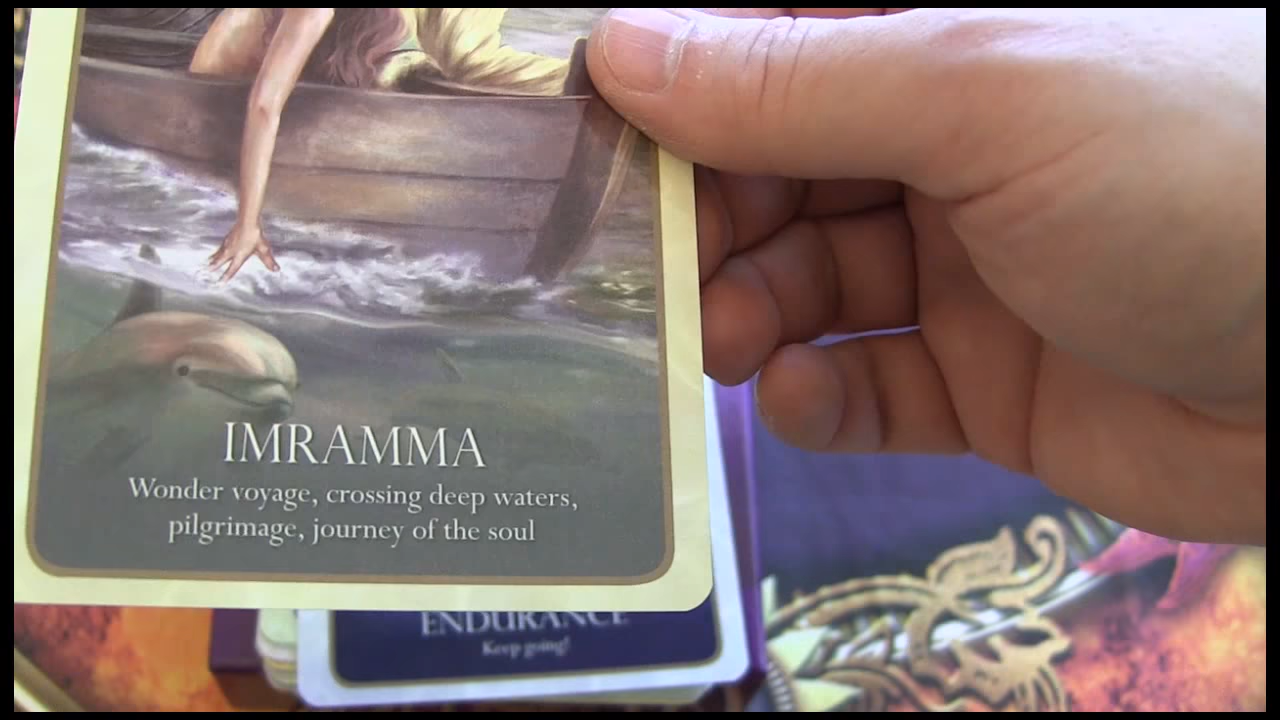 IMRAMMA
Wonder voyage, crossing deep waters,
pilgrimage, journey of the soul
ENDURANCE
Keep going!